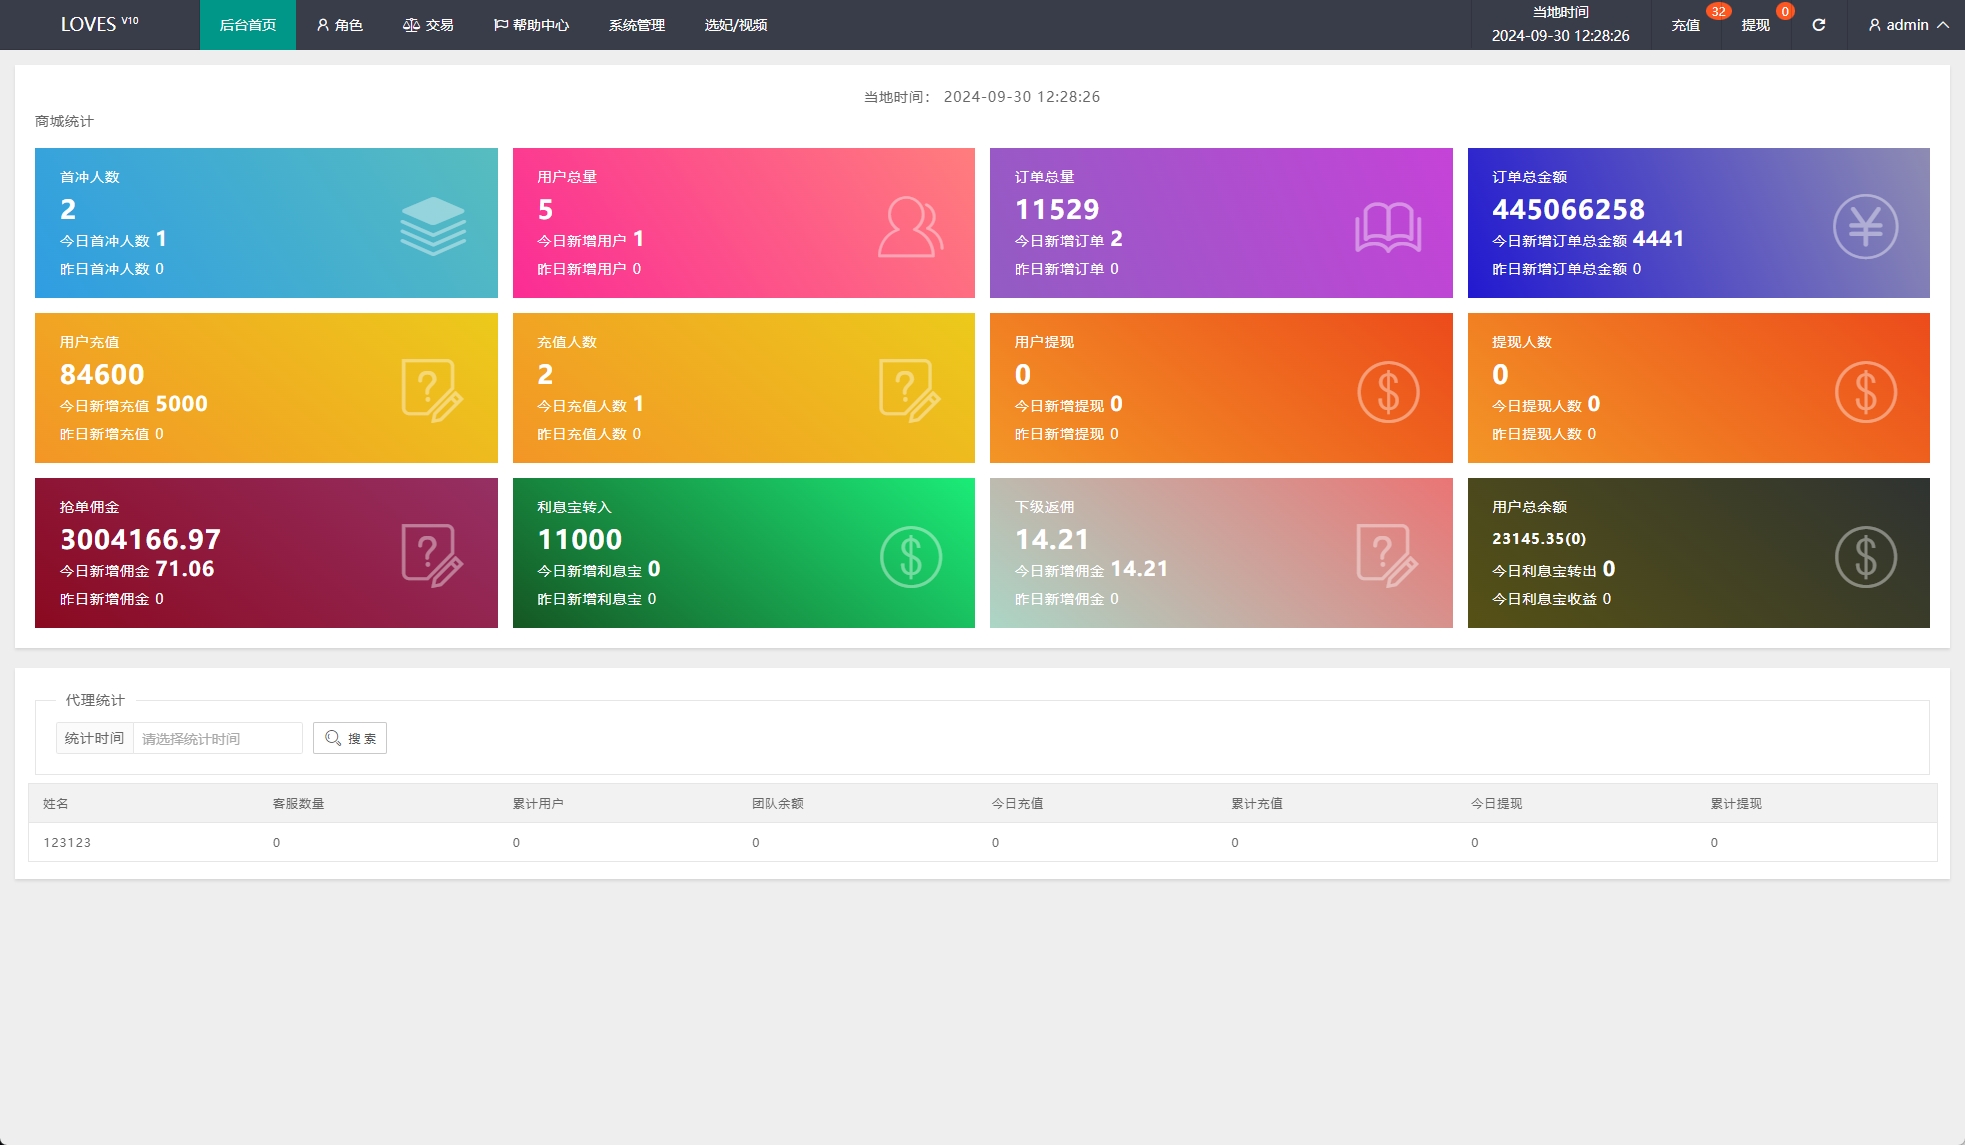 LOVES V10
后台首页
角色
交易
帮助中心
系统管理
选妃/视频
当地时间
2024-09-30 12:28:26
充值 32
提现 0
admin
当地时间： 2024-09-30 12:28:26
商城统计
首冲人数
2
今日首冲人数 1
昨日首冲人数 0
用户总量
5
今日新增用户 1
昨日新增用户 0
订单总量
11529
今日新增订单 2
昨日新增订单 0
订单总金额
445066258
今日新增订单总金额 4441
昨日新增订单总金额 0
用户充值
84600
今日新增充值 5000
昨日新增充值 0
充值人数
2
今日充值人数 1
昨日充值人数 0
用户提现
0
今日新增提现 0
昨日新增提现 0
提现人数
0
今日提现人数 0
昨日提现人数 0
抢单佣金
3004166.97
今日新增佣金 71.06
昨日新增佣金 0
利息宝转入
11000
今日新增利息宝 0
昨日新增利息宝 0
下级返佣
14.21
今日新增佣金 14.21
昨日新增佣金 0
用户总余额
23145.35(0)
今日利息宝转出 0
今日利息宝收益 0
代理统计
统计时间 请选择统计时间 搜 索
姓名 客服数量 累计用户 团队余额 今日充值 累计充值 今日提现 累计提现
123123 0 0 0 0 0 0 0